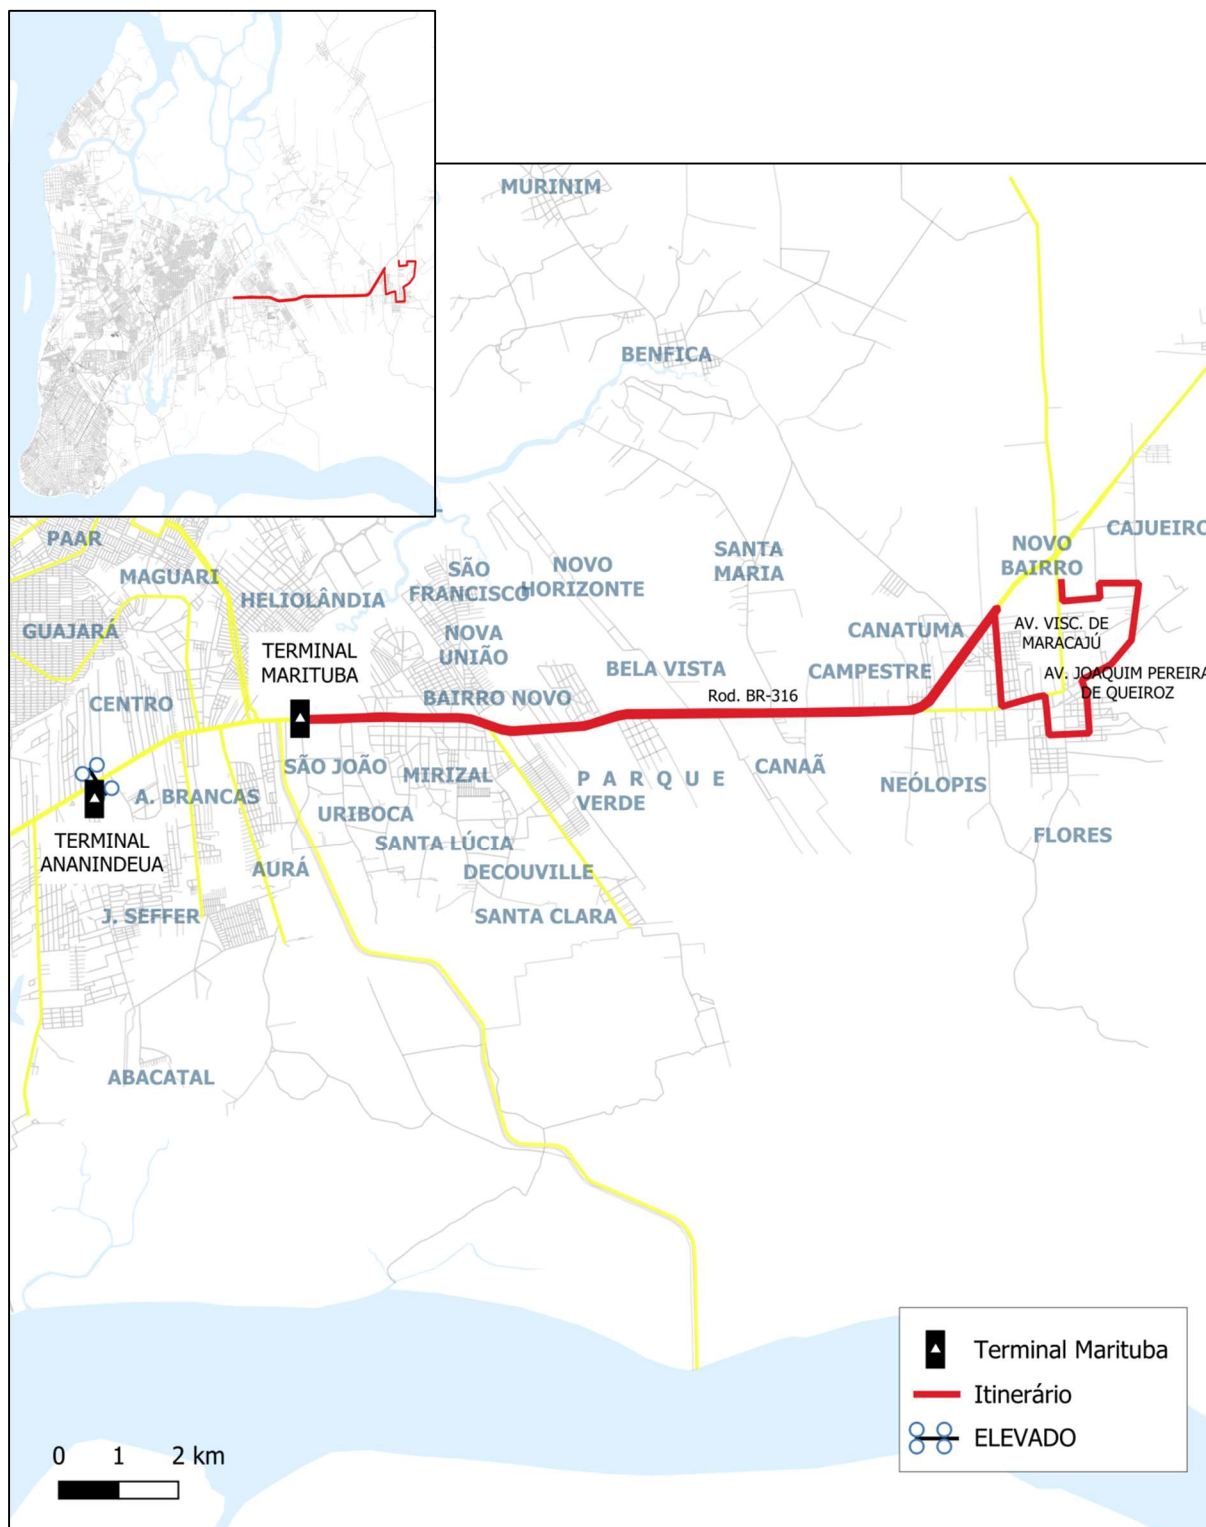 MURINIM
BENFICA
PAAR
MAGUARI
HELIOLÂNDIA
GUAJARÁ
SÃO
FRANCISCO
NOVO
HORIZONTE
SANTA
MARIA
NOVO
BAIRRO
CAJUEIRO
NOVA
UNIÃO
CANATUMA
AV. VISC. DE
MARACAJÚ
TERMINAL
MARITUBA
BELA VISTA
CAMPESTRE
AV. JOAQUIM PEREIRA
DE QUEIROZ
CENTRO
BAIRRO NOVO
Rod. BR-316
SÃO JOÃO
MIRIZAL
PARQUE
VERDE
CANAÃ
NEÓLOPIS
A. BRANCAS
URIBOCA
SANTA LÚCIA
FLORES
TERMINAL
ANANINDEUA
AURÁ
DECOUVILLE
J. SEFFER
SANTA CLARA
ABACATAL
Terminal Marituba
Itinerário
ELEVADO
0 1 2 km